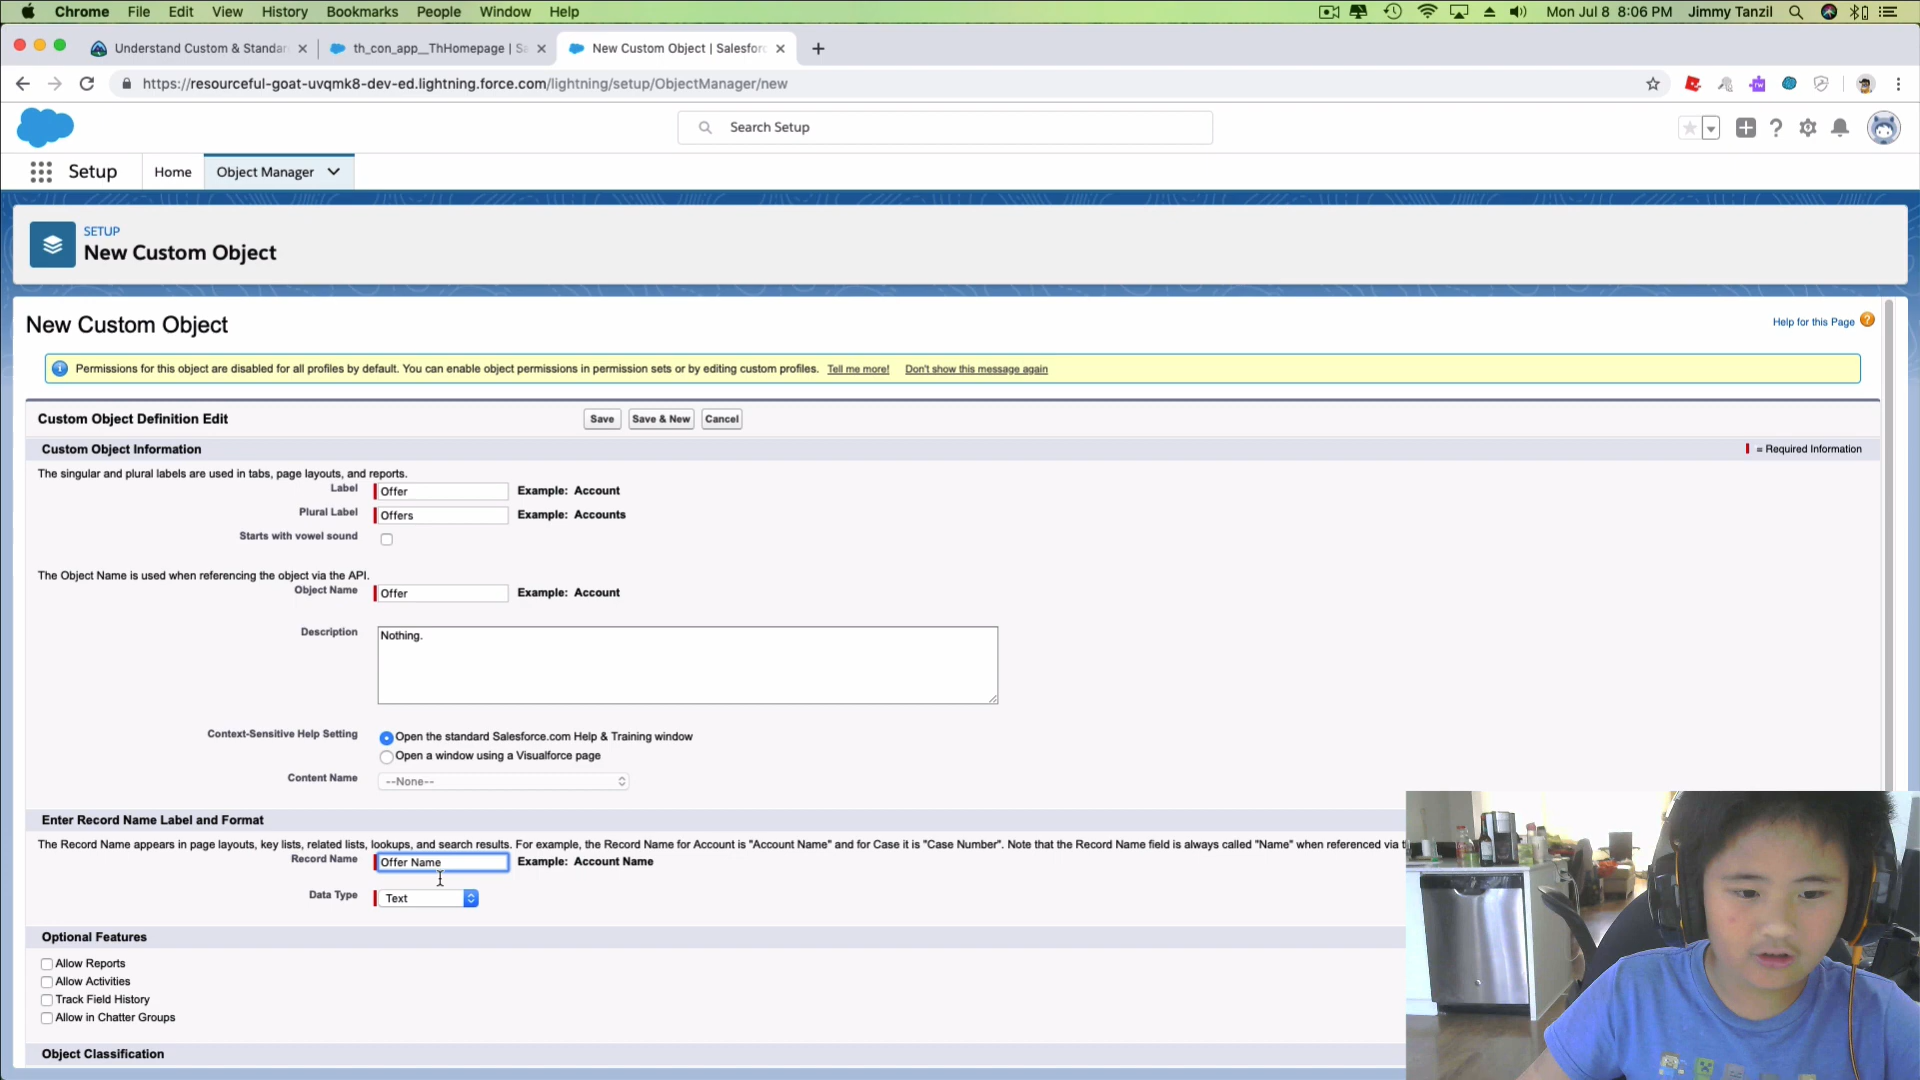 Chrome File Edit View History Bookmarks People Window Help Mon Jul 8 8:06 PM Jimmy Tanzil
Understand Custom & Standar th_con_app__ThHomepage | Sa New Custom Object | Salesforc
https://resourceful-goat-uvqmk8-dev-ed.lightning.force.com/lightning/setup/ObjectManager/new
Search Setup
Setup Home Object Manager
SETUP
New Custom Object
New Custom Object
Help for this Page
Permissions for this object are disabled for all profiles by default. You can enable object permissions in permission sets or by editing custom profiles. Tell me more! Don't show this message again
Custom Object Definition Edit Save Save & New Cancel
Custom Object Information = Required Information
The singular and plural labels are used in tabs, page layouts, and reports.
Label Offer Example: Account
Plural Label Offers Example: Accounts
Starts with vowel sound
The Object Name is used when referencing the object via the API.
Object Name Offer Example: Account
Description Nothing.
Context-Sensitive Help Setting Open the standard Salesforce.com Help & Training window
Open a window using a Visualforce page
Content Name --None--
Enter Record Name Label and Format
The Record Name appears in page layouts, key lists, related lists, lookups, and search results. For example, the Record Name for Account is "Account Name" and for Case it is "Case Number". Note that the Record Name field is always called "Name" when referenced via t
Record Name Offer Name Example: Account Name
Data Type Text
Optional Features
Allow Reports
Allow Activities
Track Field History
Allow in Chatter Groups
Object Classification